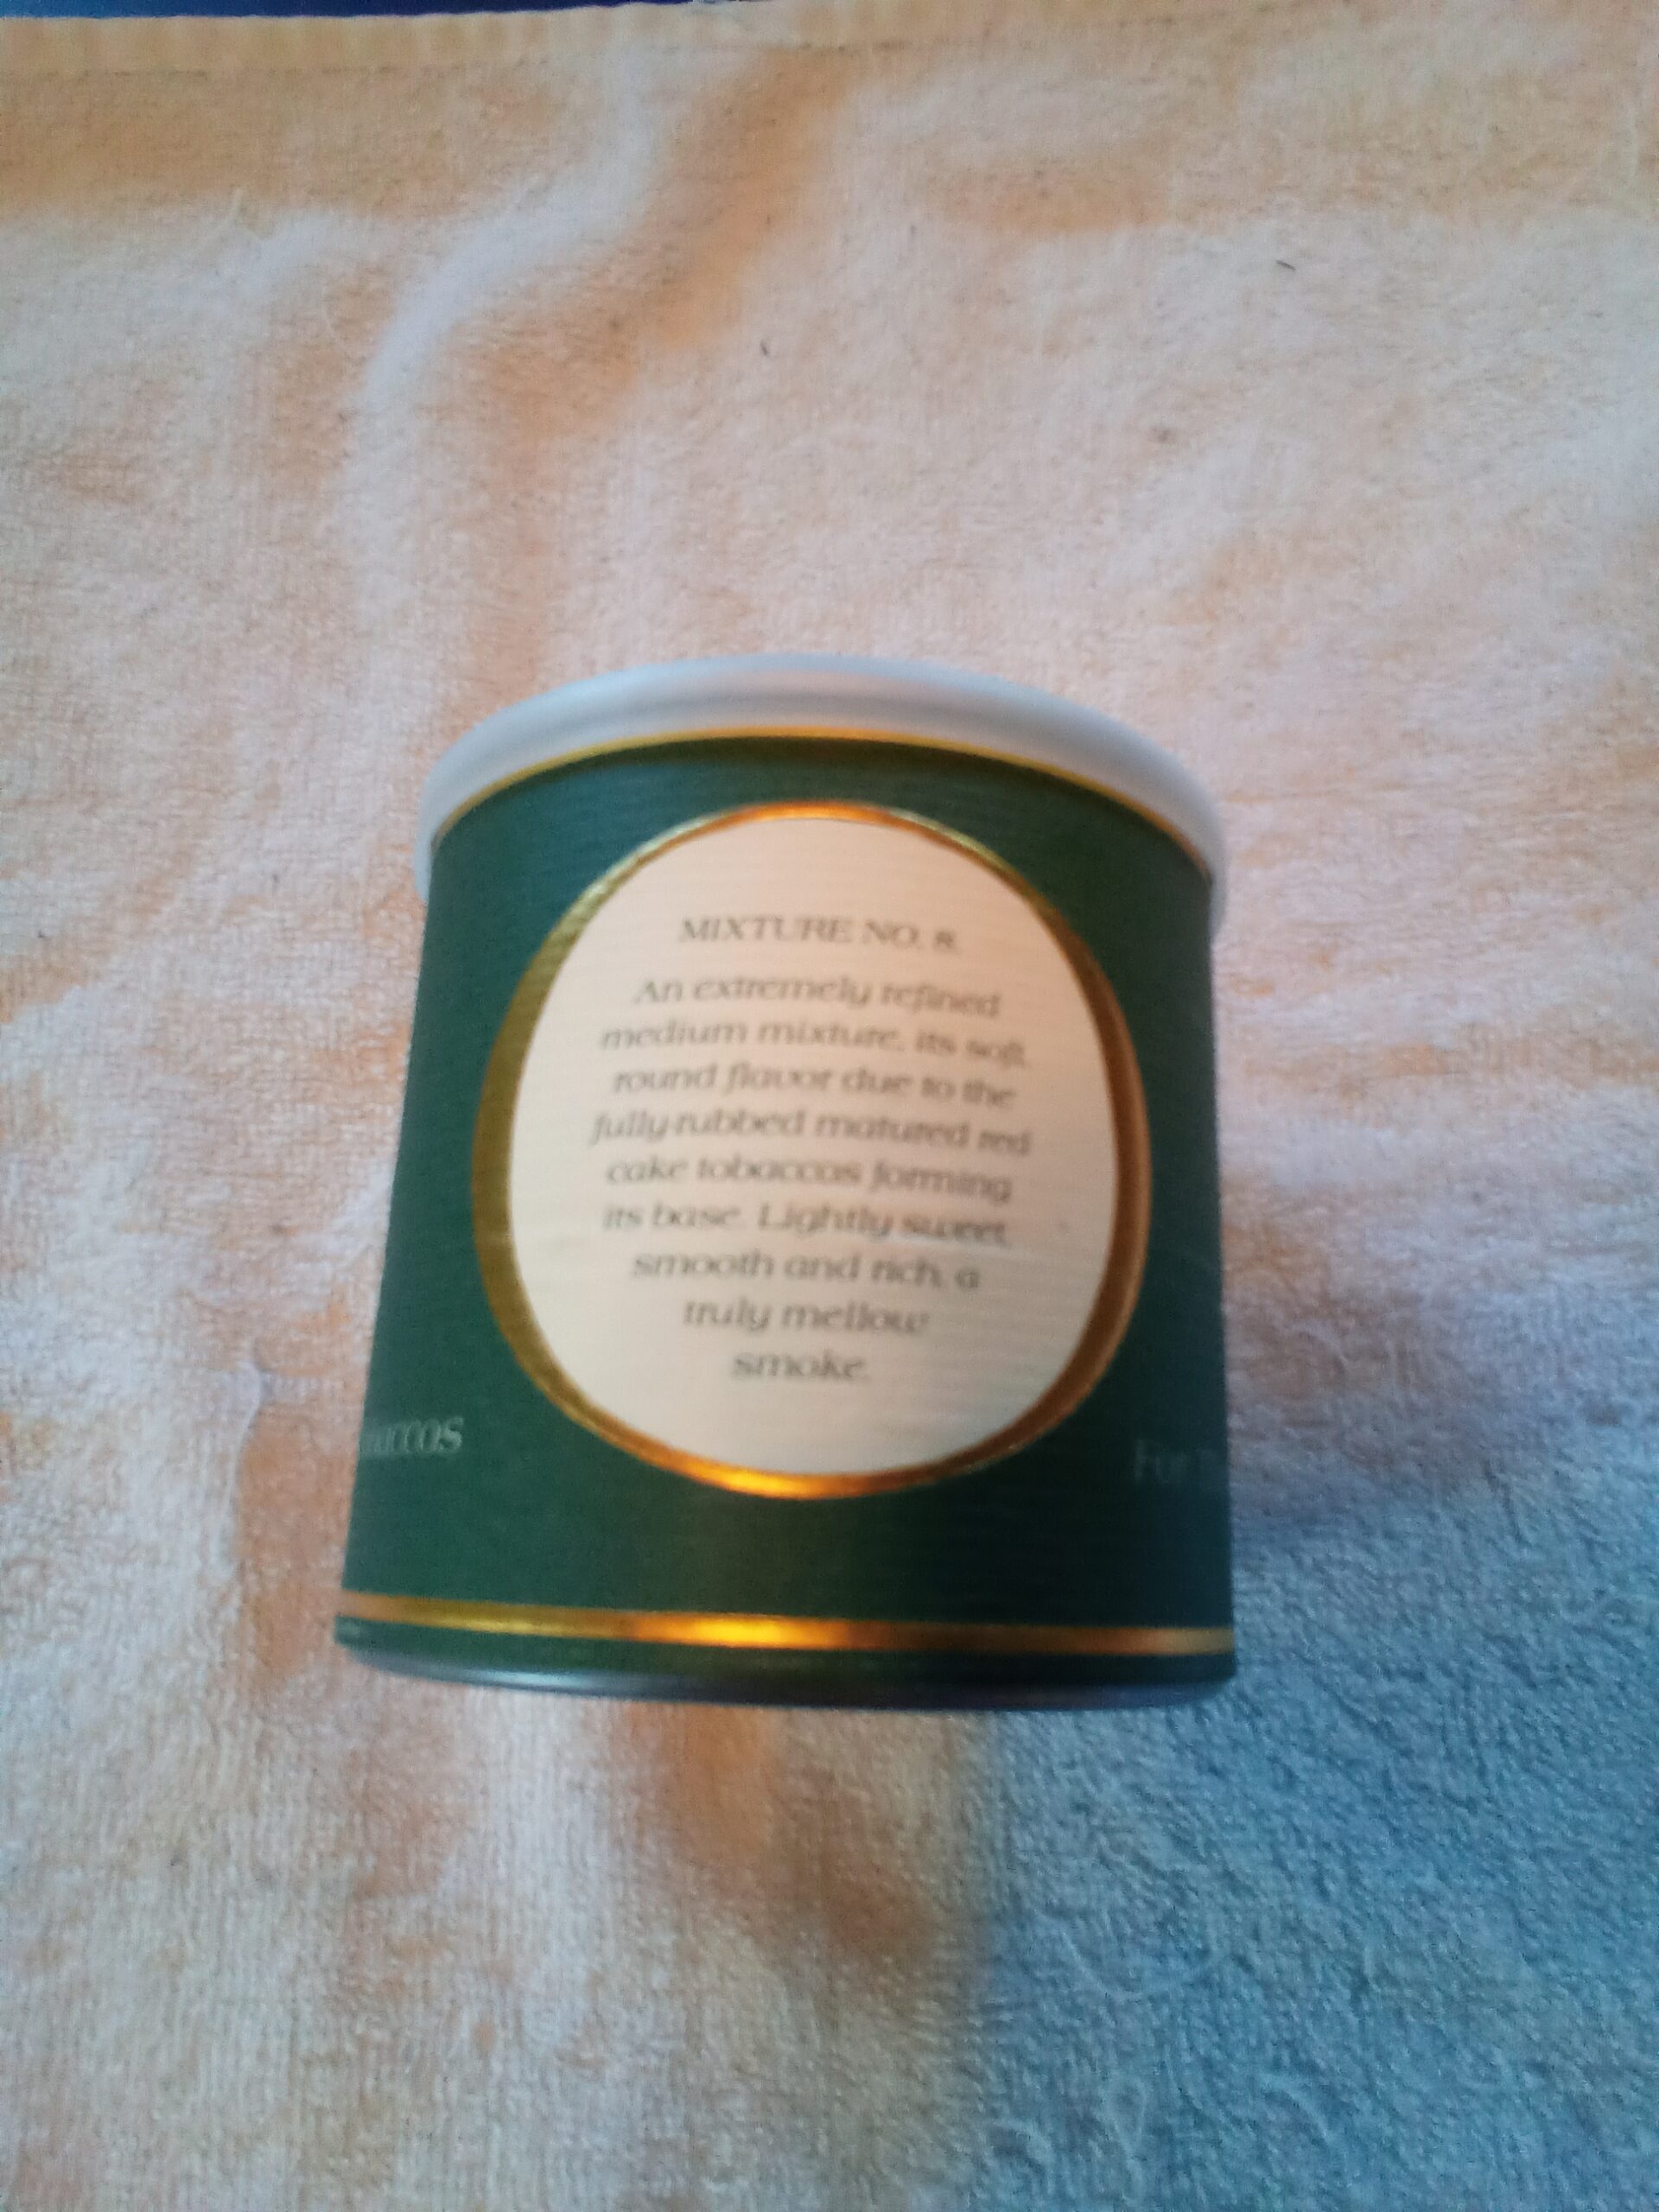 MIXTURE NO. 8.
An extremely refined
medium mixture, its soft,
round flavor due to the
fully-rubbed matured red
cake tobaccos forming
its base. Lightly sweet,
smooth and rich, a
truly mellow
smoke.